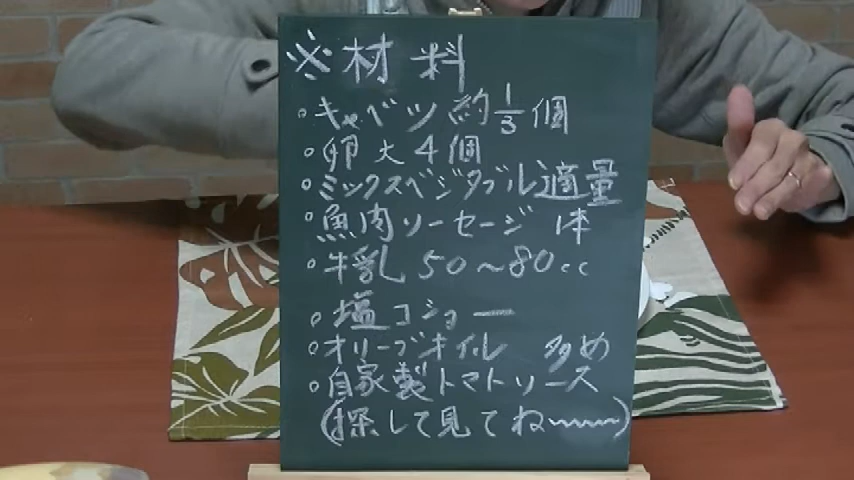 ※材料
・キャベツ 約1/3個
・卵 大4個
・ミックスベジタブル適量
・魚肉ソーセージ 1本
・牛乳 50～80cc
・塩コショー
・オリーブオイル 多め
・自家製トマトソース
(探して見てね〰〰)